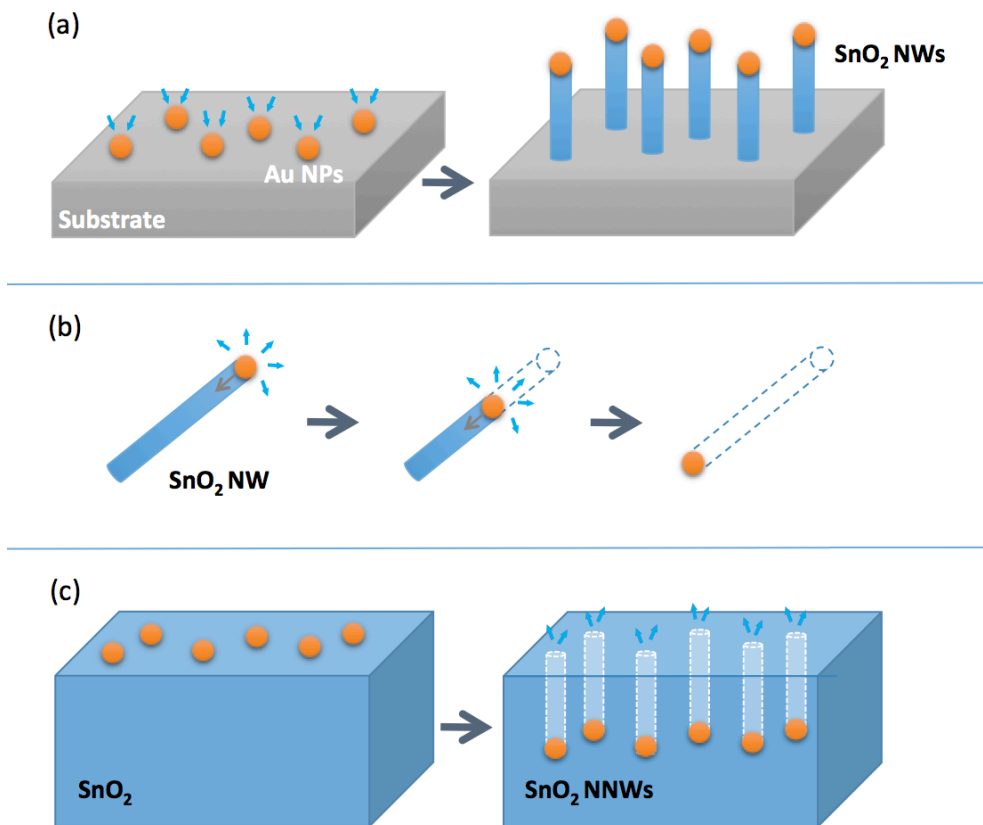 (a)
SnO₂ NWs
Au NPs
Substrate
(b)
SnO₂ NW
(c)
SnO₂
SnO₂ NNWs